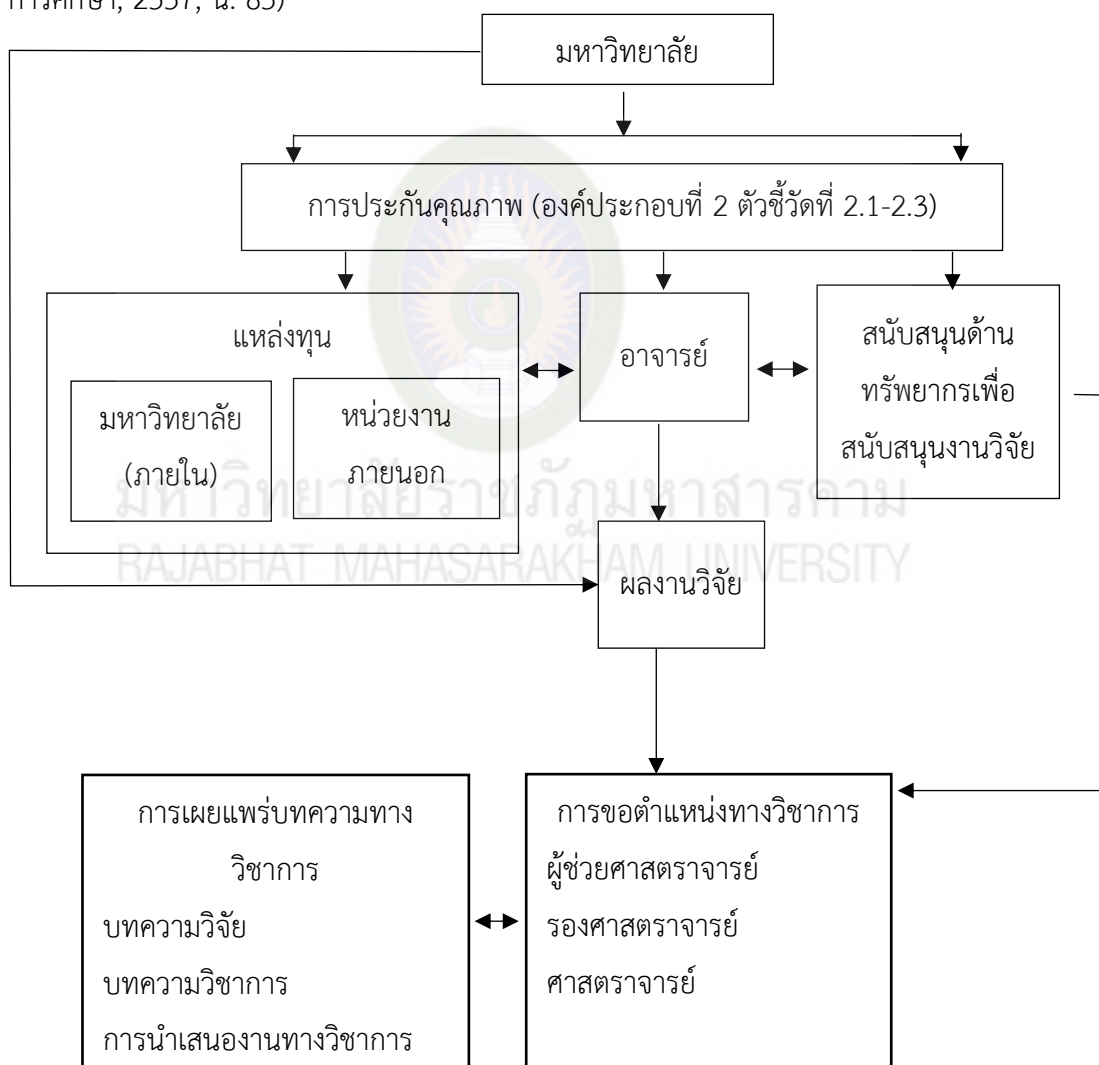 การศึกษา, 2557, น. 85)
มหาวิทยาลัย
การประกันคุณภาพ (องค์ประกอบที่ 2 ตัวชี้วัดที่ 2.1-2.3)
แหล่งทุน
มหาวิทยาลัย
(ภายใน)
หน่วยงาน
ภายนอก
อาจารย์
สนับสนุนด้าน
ทรัพยากรเพื่อ
สนับสนุนงานวิจัย
มหาวิทยาลัยราชภัฏมหาสารคาม
RAJABHAT MAHASARAKHAM UNIVERSITY
ผลงานวิจัย
การเผยแพร่บทความทาง
วิชาการ
บทความวิจัย
บทความวิชาการ
การนำเสนองานทางวิชาการ
การขอตำแหน่งทางวิชาการ
ผู้ช่วยศาสตราจารย์
รองศาสตราจารย์
ศาสตราจารย์